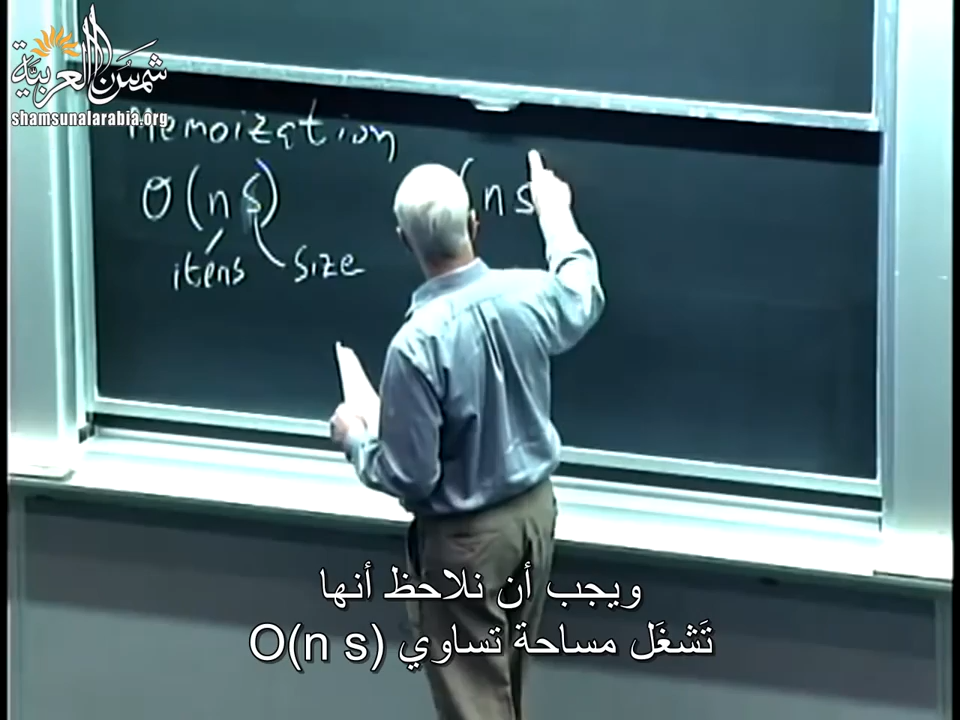 شمس العربية
shamsunalarabia.org
Memoization
O(n s)
(n s
items size
ويجب أن نلاحظ أنها
تَشغَل مساحة تساوي O(n s)